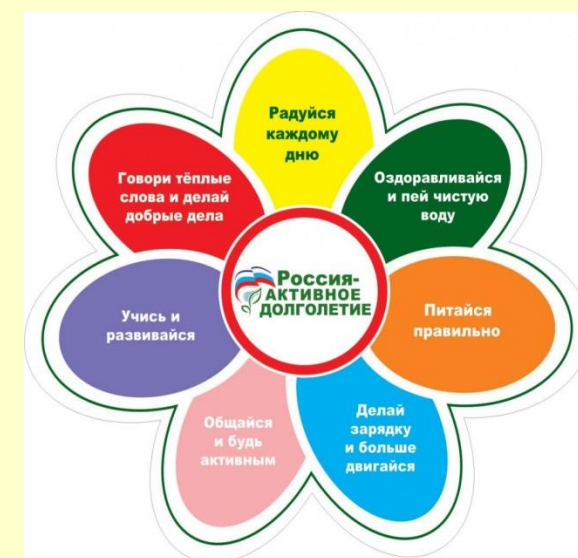 Радуйся
каждому
дню
Оздоравливайся
и пей чистую
воду
Питайся
правильно
Делай
зарядку
и больше
двигайся
Общайся
и будь
активным
Учись и
развивайся
Говори тёплые
слова и делай
добрые дела
Россия-
АКТИВНОЕ
ДОЛГОЛЕТИЕ